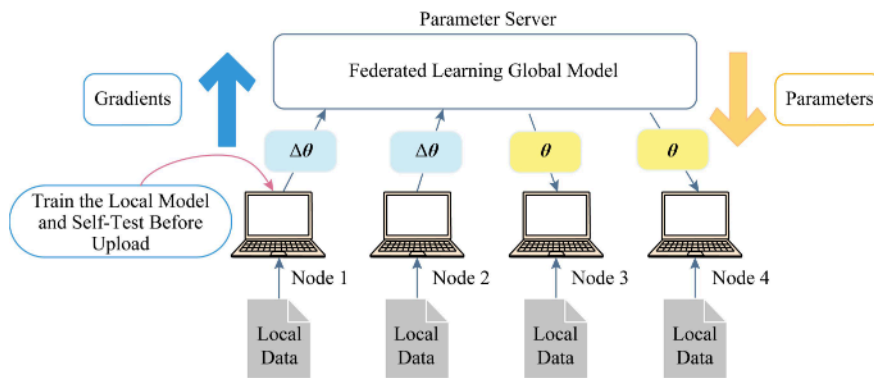 Parameter Server
Federated Learning Global Model
Gradients
Parameters
Δθ
Δθ
θ
θ
Train the Local Model
and Self-Test Before
Upload
Node 1
Node 2
Node 3
Node 4
Local
Data
Local
Data
Local
Data
Local
Data